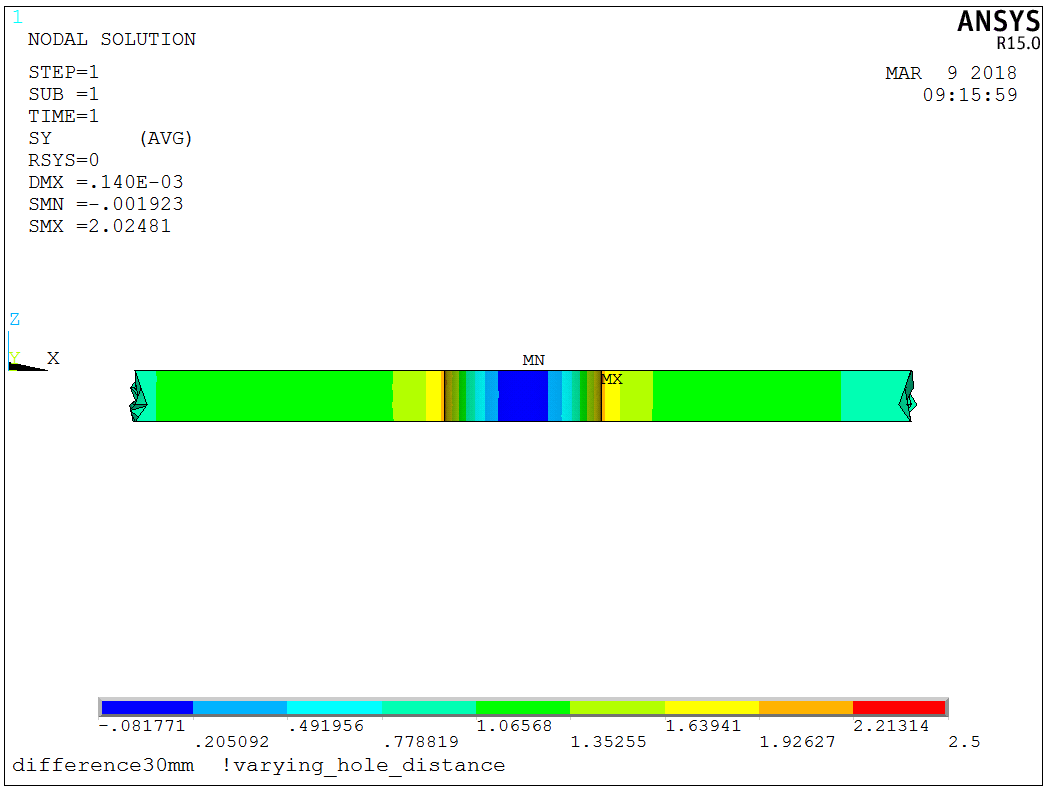 1
ANSYS
R15.0
NODAL SOLUTION
STEP=1
SUB =1
TIME=1
SY (AVG)
RSYS=0
DMX =.140E-03
SMN =-.001923
SMX =2.02481
MAR 9 2018
09:15:59
Z
Y X
MN
MX
-.081771 .491956 1.06568 1.63941 2.21314
.205092 .778819 1.35255 1.92627 2.5
difference30mm !varying_hole_distance